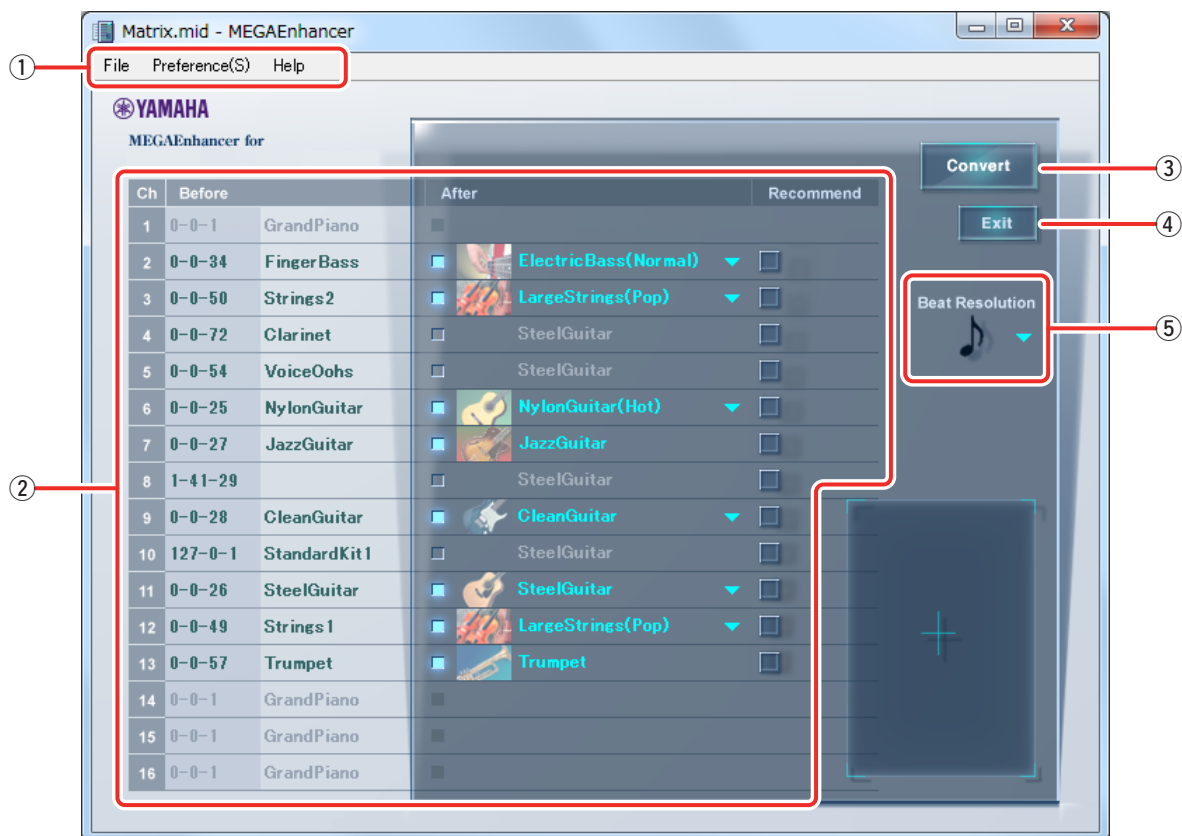 Matrix.mid - MEGAEnhancer
① File Preference(S) Help
YAMAHA
MEGAEnhancer for
Convert ③
Ch Before After Recommend
1 0-0-1 GrandPiano
Exit ④
2 0-0-34 FingerBass ElectricBass(Normal)
3 0-0-50 Strings2 LargeStrings(Pop)
Beat Resolution
⑤
4 0-0-72 Clarinet SteelGuitar
5 0-0-54 VoiceOohs SteelGuitar
6 0-0-25 NylonGuitar NylonGuitar(Hot)
7 0-0-27 JazzGuitar JazzGuitar
② 8 1-41-29 SteelGuitar
9 0-0-28 CleanGuitar CleanGuitar
10 127-0-1 StandardKit1 SteelGuitar
11 0-0-26 SteelGuitar SteelGuitar
12 0-0-49 Strings1 LargeStrings(Pop)
13 0-0-57 Trumpet Trumpet
14 0-0-1 GrandPiano
15 0-0-1 GrandPiano
16 0-0-1 GrandPiano